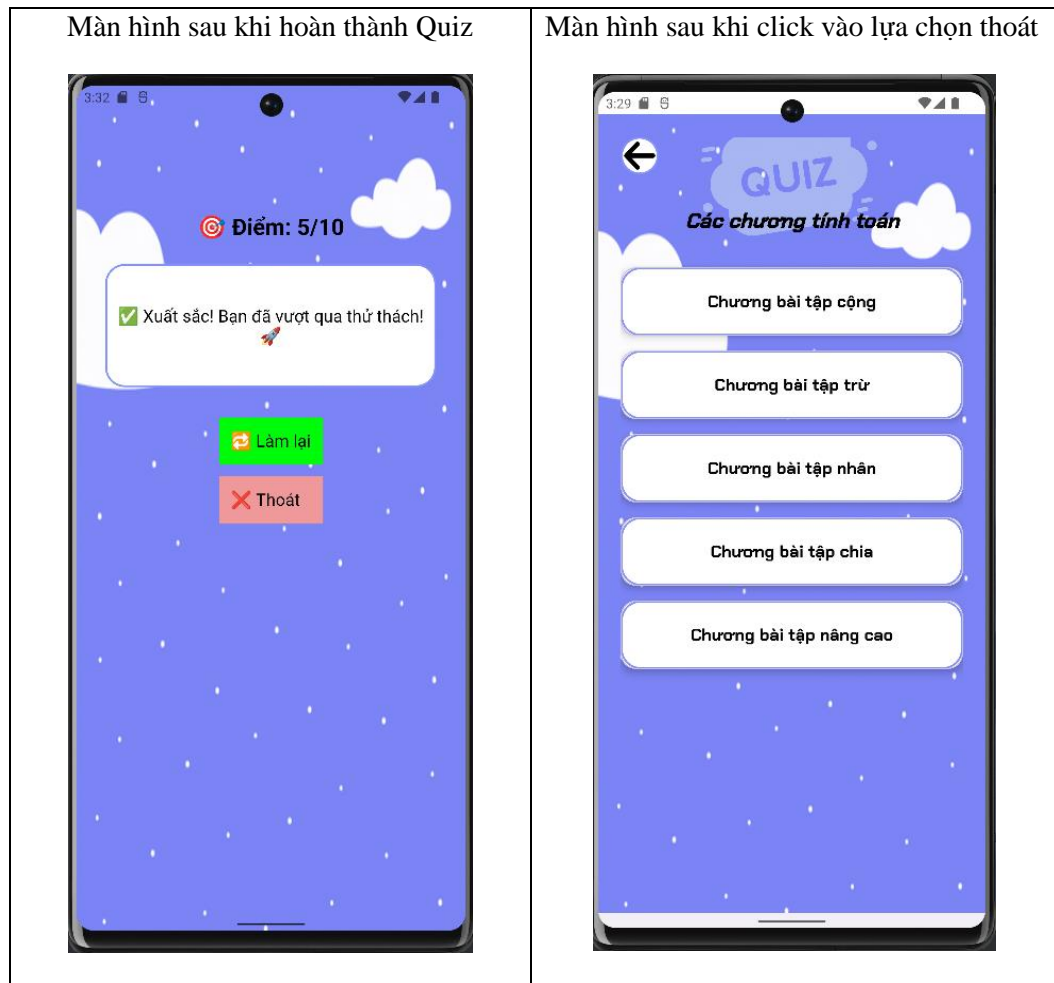 Màn hình sau khi hoàn thành Quiz
3:32
🎯 Điểm: 5/10
✅ Xuất sắc! Bạn đã vượt qua thử thách!
🚀
🔁 Làm lại
❌ Thoát
Màn hình sau khi click vào lựa chọn thoát
3:29
QUIZ
Các chương tính toán
Chương bài tập cộng
Chương bài tập trừ
Chương bài tập nhân
Chương bài tập chia
Chương bài tập nâng cao